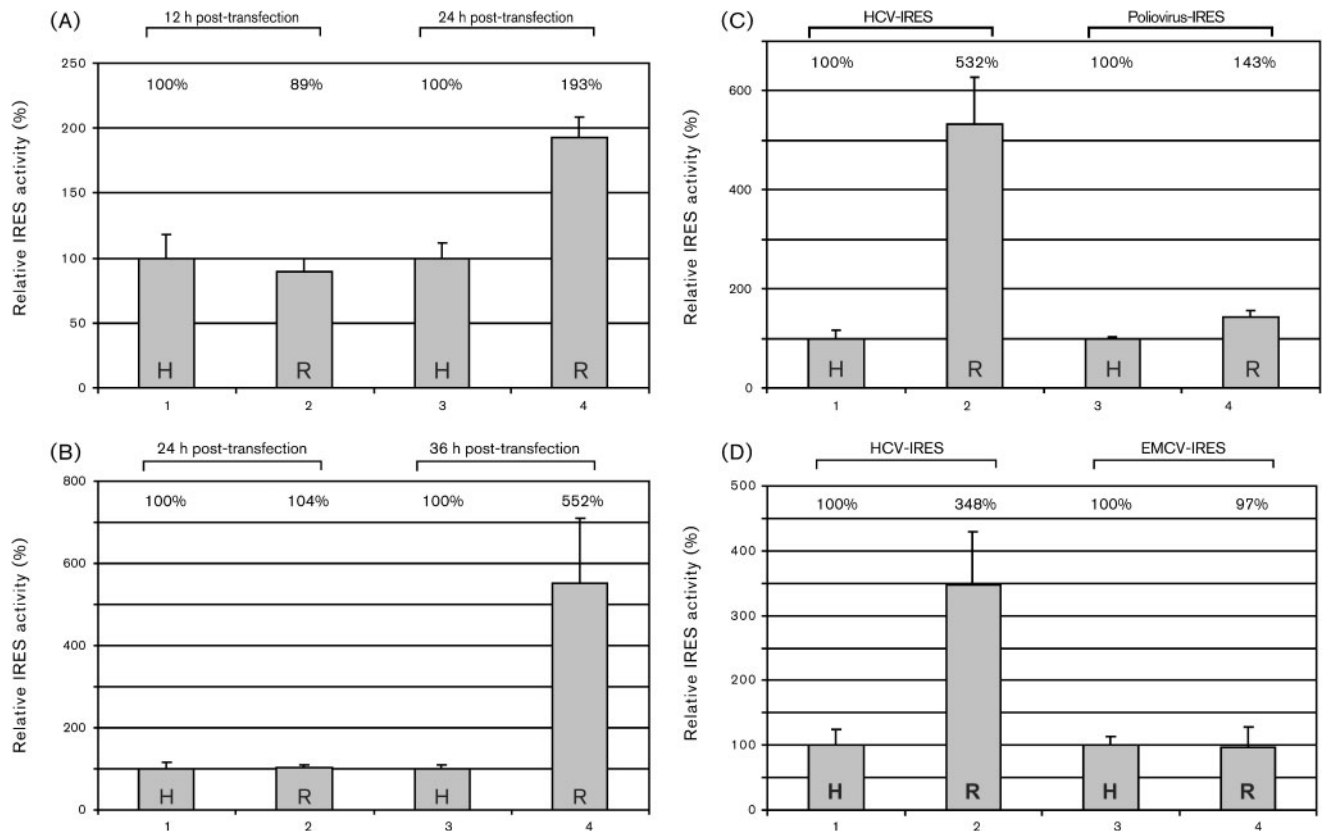 (A)
12 h post-transfection 24 h post-transfection
250
200
150
100
50
0
Relative IRES activity (%)
100% 89% 100% 193%
H R H R
1 2 3 4
(B)
24 h post-transfection 36 h post-transfection
800
600
400
200
100
0
Relative IRES activity (%)
100% 104% 100% 552%
H R H R
1 2 3 4
(C)
HCV-IRES Poliovirus-IRES
600
400
200
100
0
Relative IRES activity (%)
100% 532% 100% 143%
H R H R
1 2 3 4
(D)
HCV-IRES EMCV-IRES
500
400
300
200
100
0
Relative IRES activity (%)
100% 348% 100% 97%
H R H R
1 2 3 4